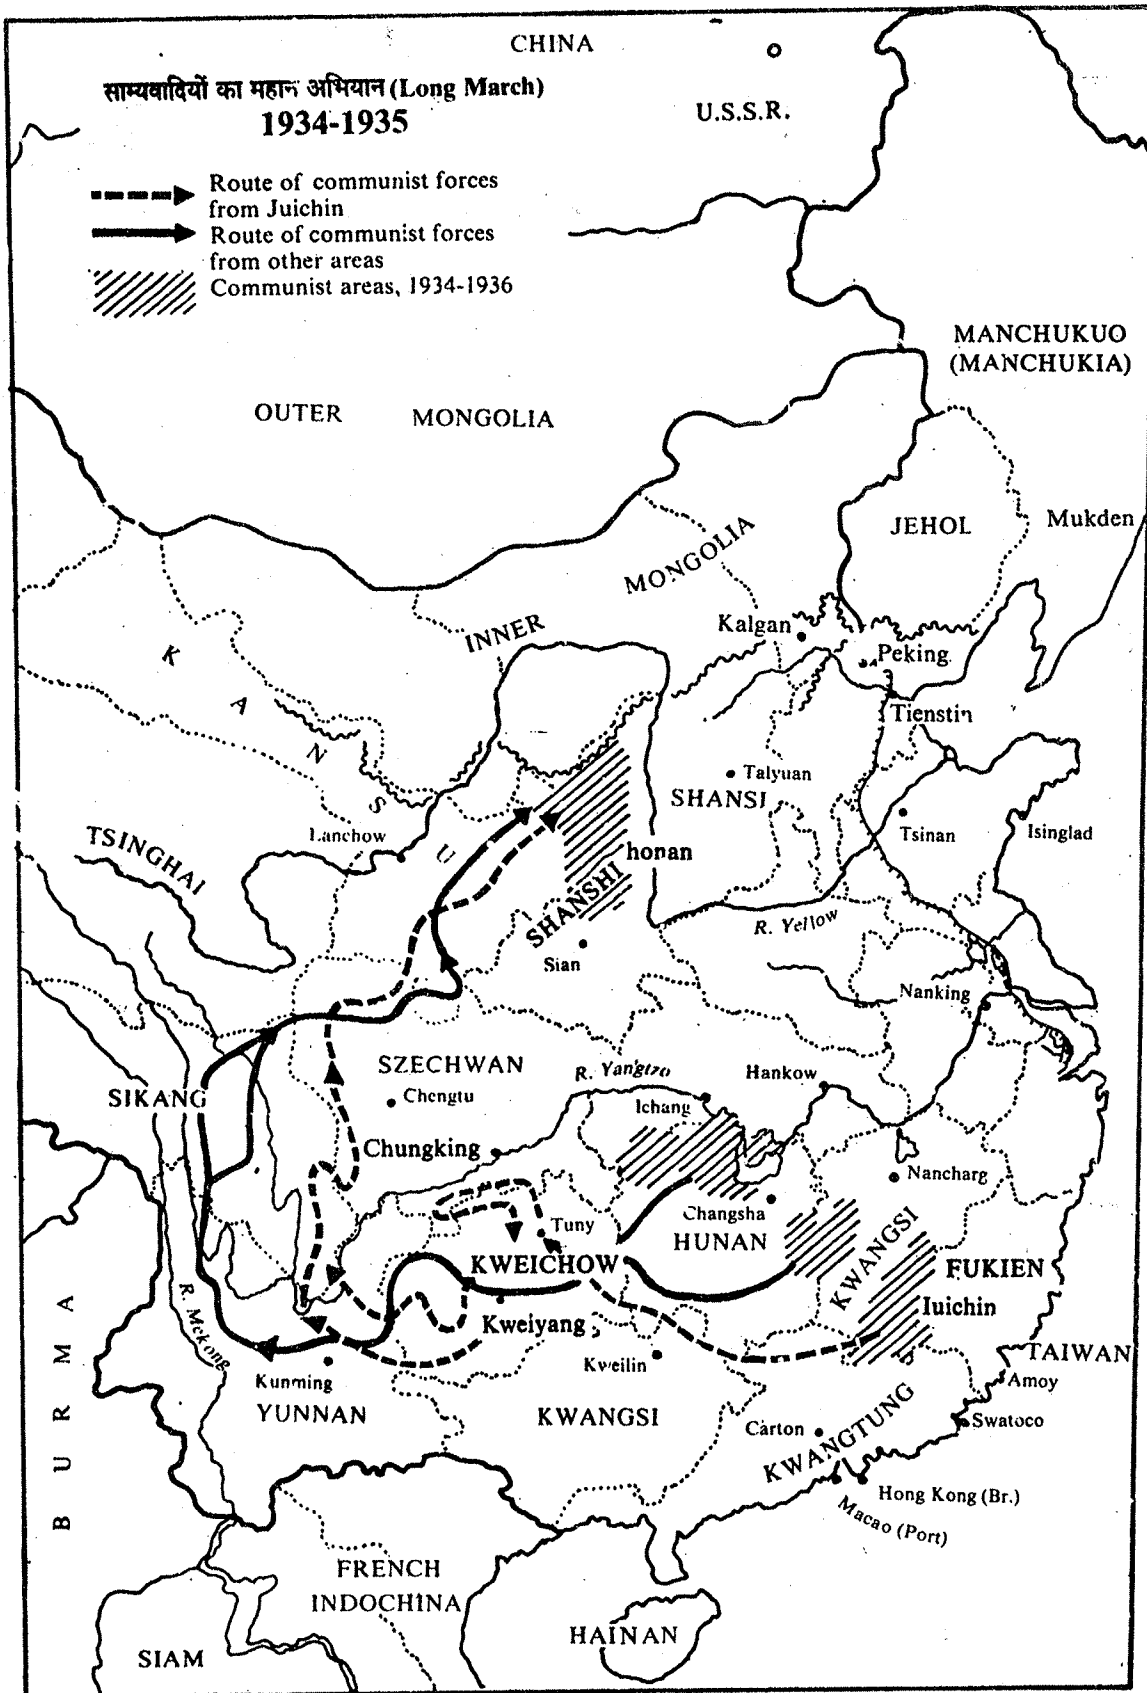 CHINA
साम्यवादियों का महान अभियान (Long March)
1934-1935
U.S.S.R.
Route of communist forces
from Juichin
Route of communist forces
from other areas
Communist areas, 1934-1936
MANCHUKUO
(MANCHUKIA)
OUTER MONGOLIA
JEHOL
Mukden
INNER MONGOLIA
Kalgan
Peking
KANSU
Tienstin
Talyuan
SHANSI
Tsinan
Isinglad
Lanchow
TSINGHAI
honan
SHANSHI
R. Yellow
Sian
Nanking
SZECHWAN
R. Yangtzo
Hankow
SIKANG
Chengtu
Ichang
Chungking
Nancharg
Changsha
Tuny
HUNAN
KWEICHOW
KWANGSI
FUKIEN
Iuichin
R. Mekong
Kweiyang
Kweilin
TAIWAN
Amoy
Kunming
YUNNAN
KWANGSI
Carton
KWANGTUNG
Swatoco
BURMA
Hong Kong (Br.)
Macao (Port)
FRENCH
INDOCHINA
HAINAN
SIAM